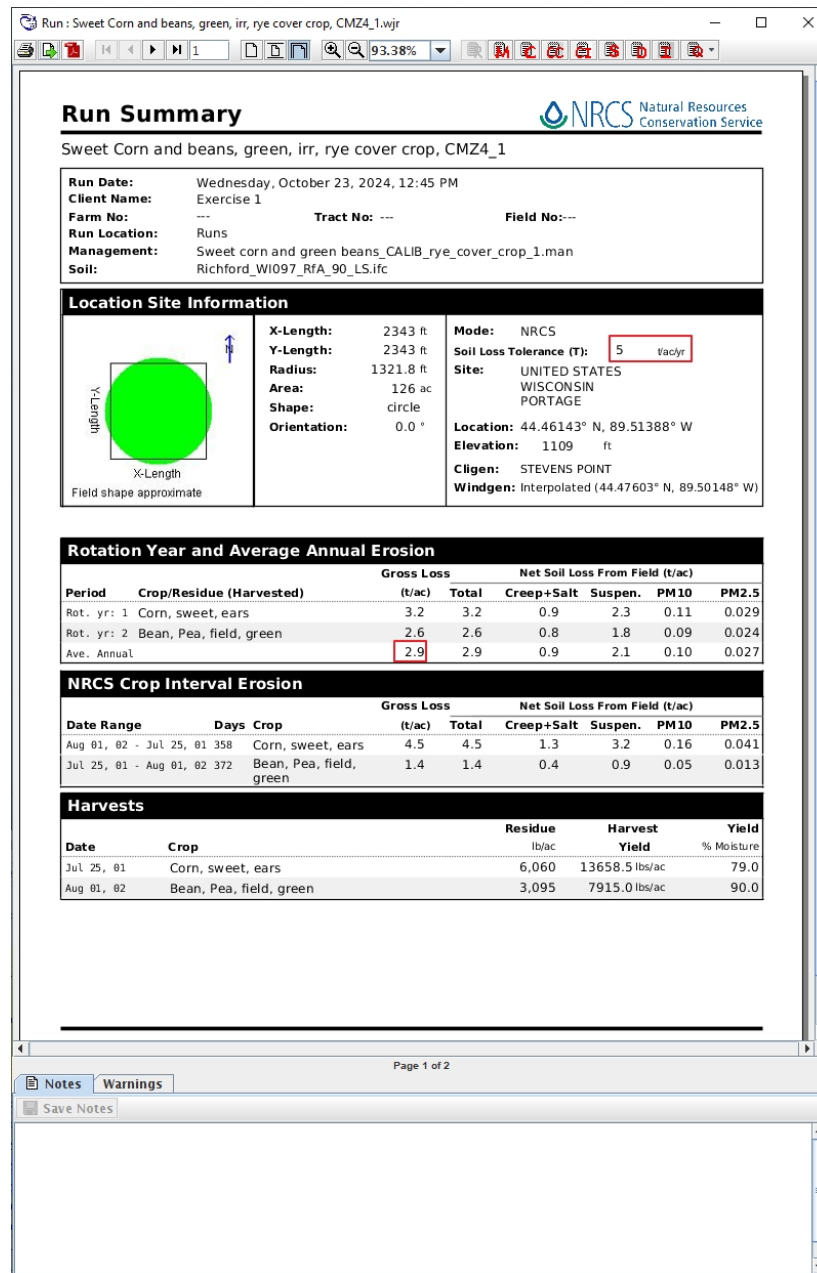 Run : Sweet Corn and beans, green, irr, rye cover crop, CMZ4_1.wjr
1 93.38%
Run Summary
NRCS Natural Resources Conservation Service
Sweet Corn and beans, green, irr, rye cover crop, CMZ4_1
Run Date: Wednesday, October 23, 2024, 12:45 PM
Client Name: Exercise 1
Farm No: --- Tract No: --- Field No:---
Run Location: Runs
Management: Sweet corn and green beans_CALIB_rye_cover_crop_1.man
Soil: Richford_WI097_RfA_90_LS.ifc
Location Site Information
N
Y-Length
X-Length
Field shape approximate
X-Length: 2343 ft
Y-Length: 2343 ft
Radius: 1321.8 ft
Area: 126 ac
Shape: circle
Orientation: 0.0 °
Mode: NRCS
Soil Loss Tolerance (T): 5 t/ac/yr
Site: UNITED STATES
WISCONSIN
PORTAGE
Location: 44.46143° N, 89.51388° W
Elevation: 1109 ft
Cligen: STEVENS POINT
Windgen: Interpolated (44.47603° N, 89.50148° W)
Rotation Year and Average Annual Erosion
Gross Loss Net Soil Loss From Field (t/ac)
Period Crop/Residue (Harvested) (t/ac) Total Creep+Salt Suspen. PM10 PM2.5
Rot. yr: 1 Corn, sweet, ears 3.2 3.2 0.9 2.3 0.11 0.029
Rot. yr: 2 Bean, Pea, field, green 2.6 2.6 0.8 1.8 0.09 0.024
Ave. Annual 2.9 2.9 0.9 2.1 0.10 0.027
NRCS Crop Interval Erosion
Gross Loss Net Soil Loss From Field (t/ac)
Date Range Days Crop (t/ac) Total Creep+Salt Suspen. PM10 PM2.5
Aug 01, 02 - Jul 25, 01 358 Corn, sweet, ears 4.5 4.5 1.3 3.2 0.16 0.041
Jul 25, 01 - Aug 01, 02 372 Bean, Pea, field, 1.4 1.4 0.4 0.9 0.05 0.013
green
Harvests
Residue Harvest Yield
Date Crop lb/ac Yield % Moisture
Jul 25, 01 Corn, sweet, ears 6,060 13658.5 lbs/ac 79.0
Aug 01, 02 Bean, Pea, field, green 3,095 7915.0 lbs/ac 90.0
Page 1 of 2
Notes Warnings
Save Notes